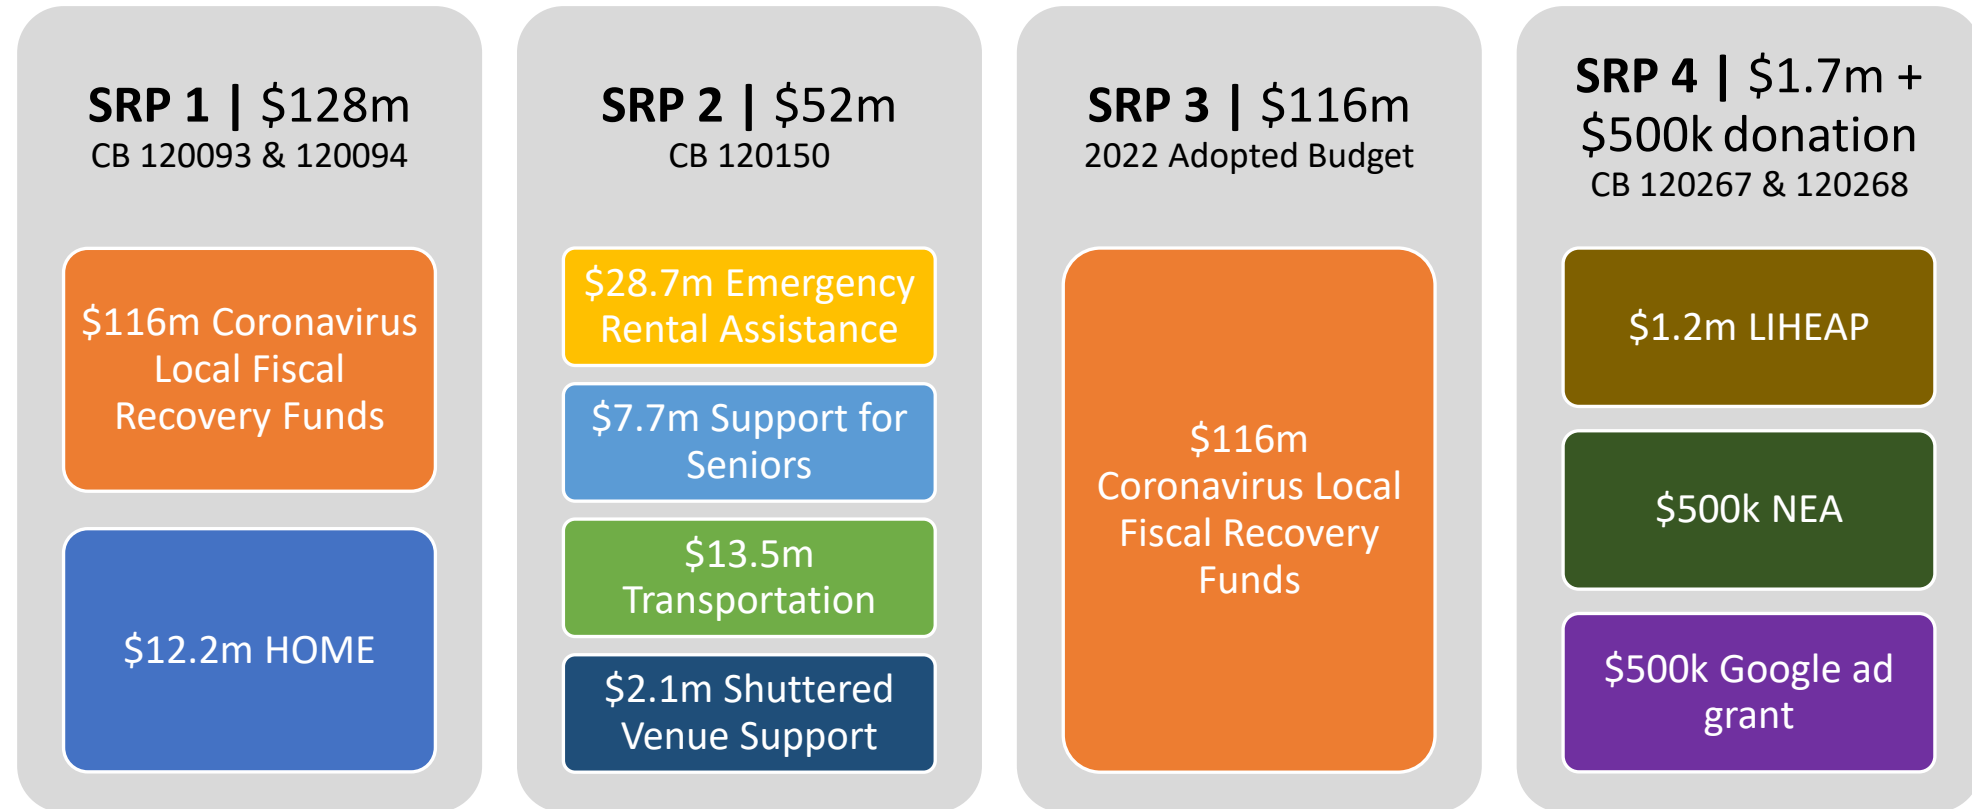 SRP 1 | $128m
CB 120093 & 120094
$116m Coronavirus
Local Fiscal
Recovery Funds
$12.2m HOME
SRP 2 | $52m
CB 120150
$28.7m Emergency
Rental Assistance
$7.7m Support for
Seniors
$13.5m
Transportation
$2.1m Shuttered
Venue Support
SRP 3 | $116m
2022 Adopted Budget
$116m
Coronavirus Local
Fiscal Recovery
Funds
SRP 4 | $1.7m +
$500k donation
CB 120267 & 120268
$1.2m LIHEAP
$500k NEA
$500k Google ad
grant